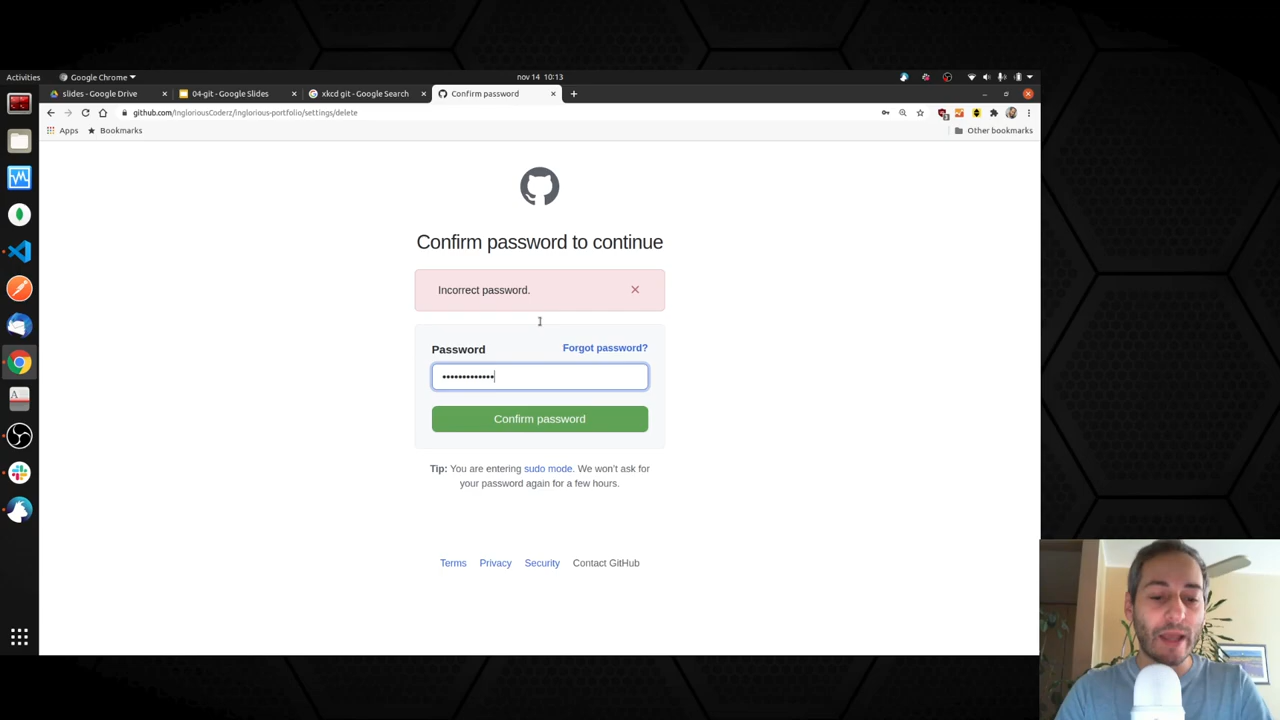 Activities
Google Chrome
nov 14 10:13
slides - Google Drive
04-git - Google Slides
xkcd git - Google Search
Confirm password
github.com/IngloriousCoderz/inglorious-portfolio/settings/delete
Apps
Bookmarks
Other bookmarks
Confirm password to continue
Incorrect password.
Password
Forgot password?
•••••••••••••
Confirm password
Tip: You are entering sudo mode. We won't ask for
your password again for a few hours.
Terms
Privacy
Security
Contact GitHub